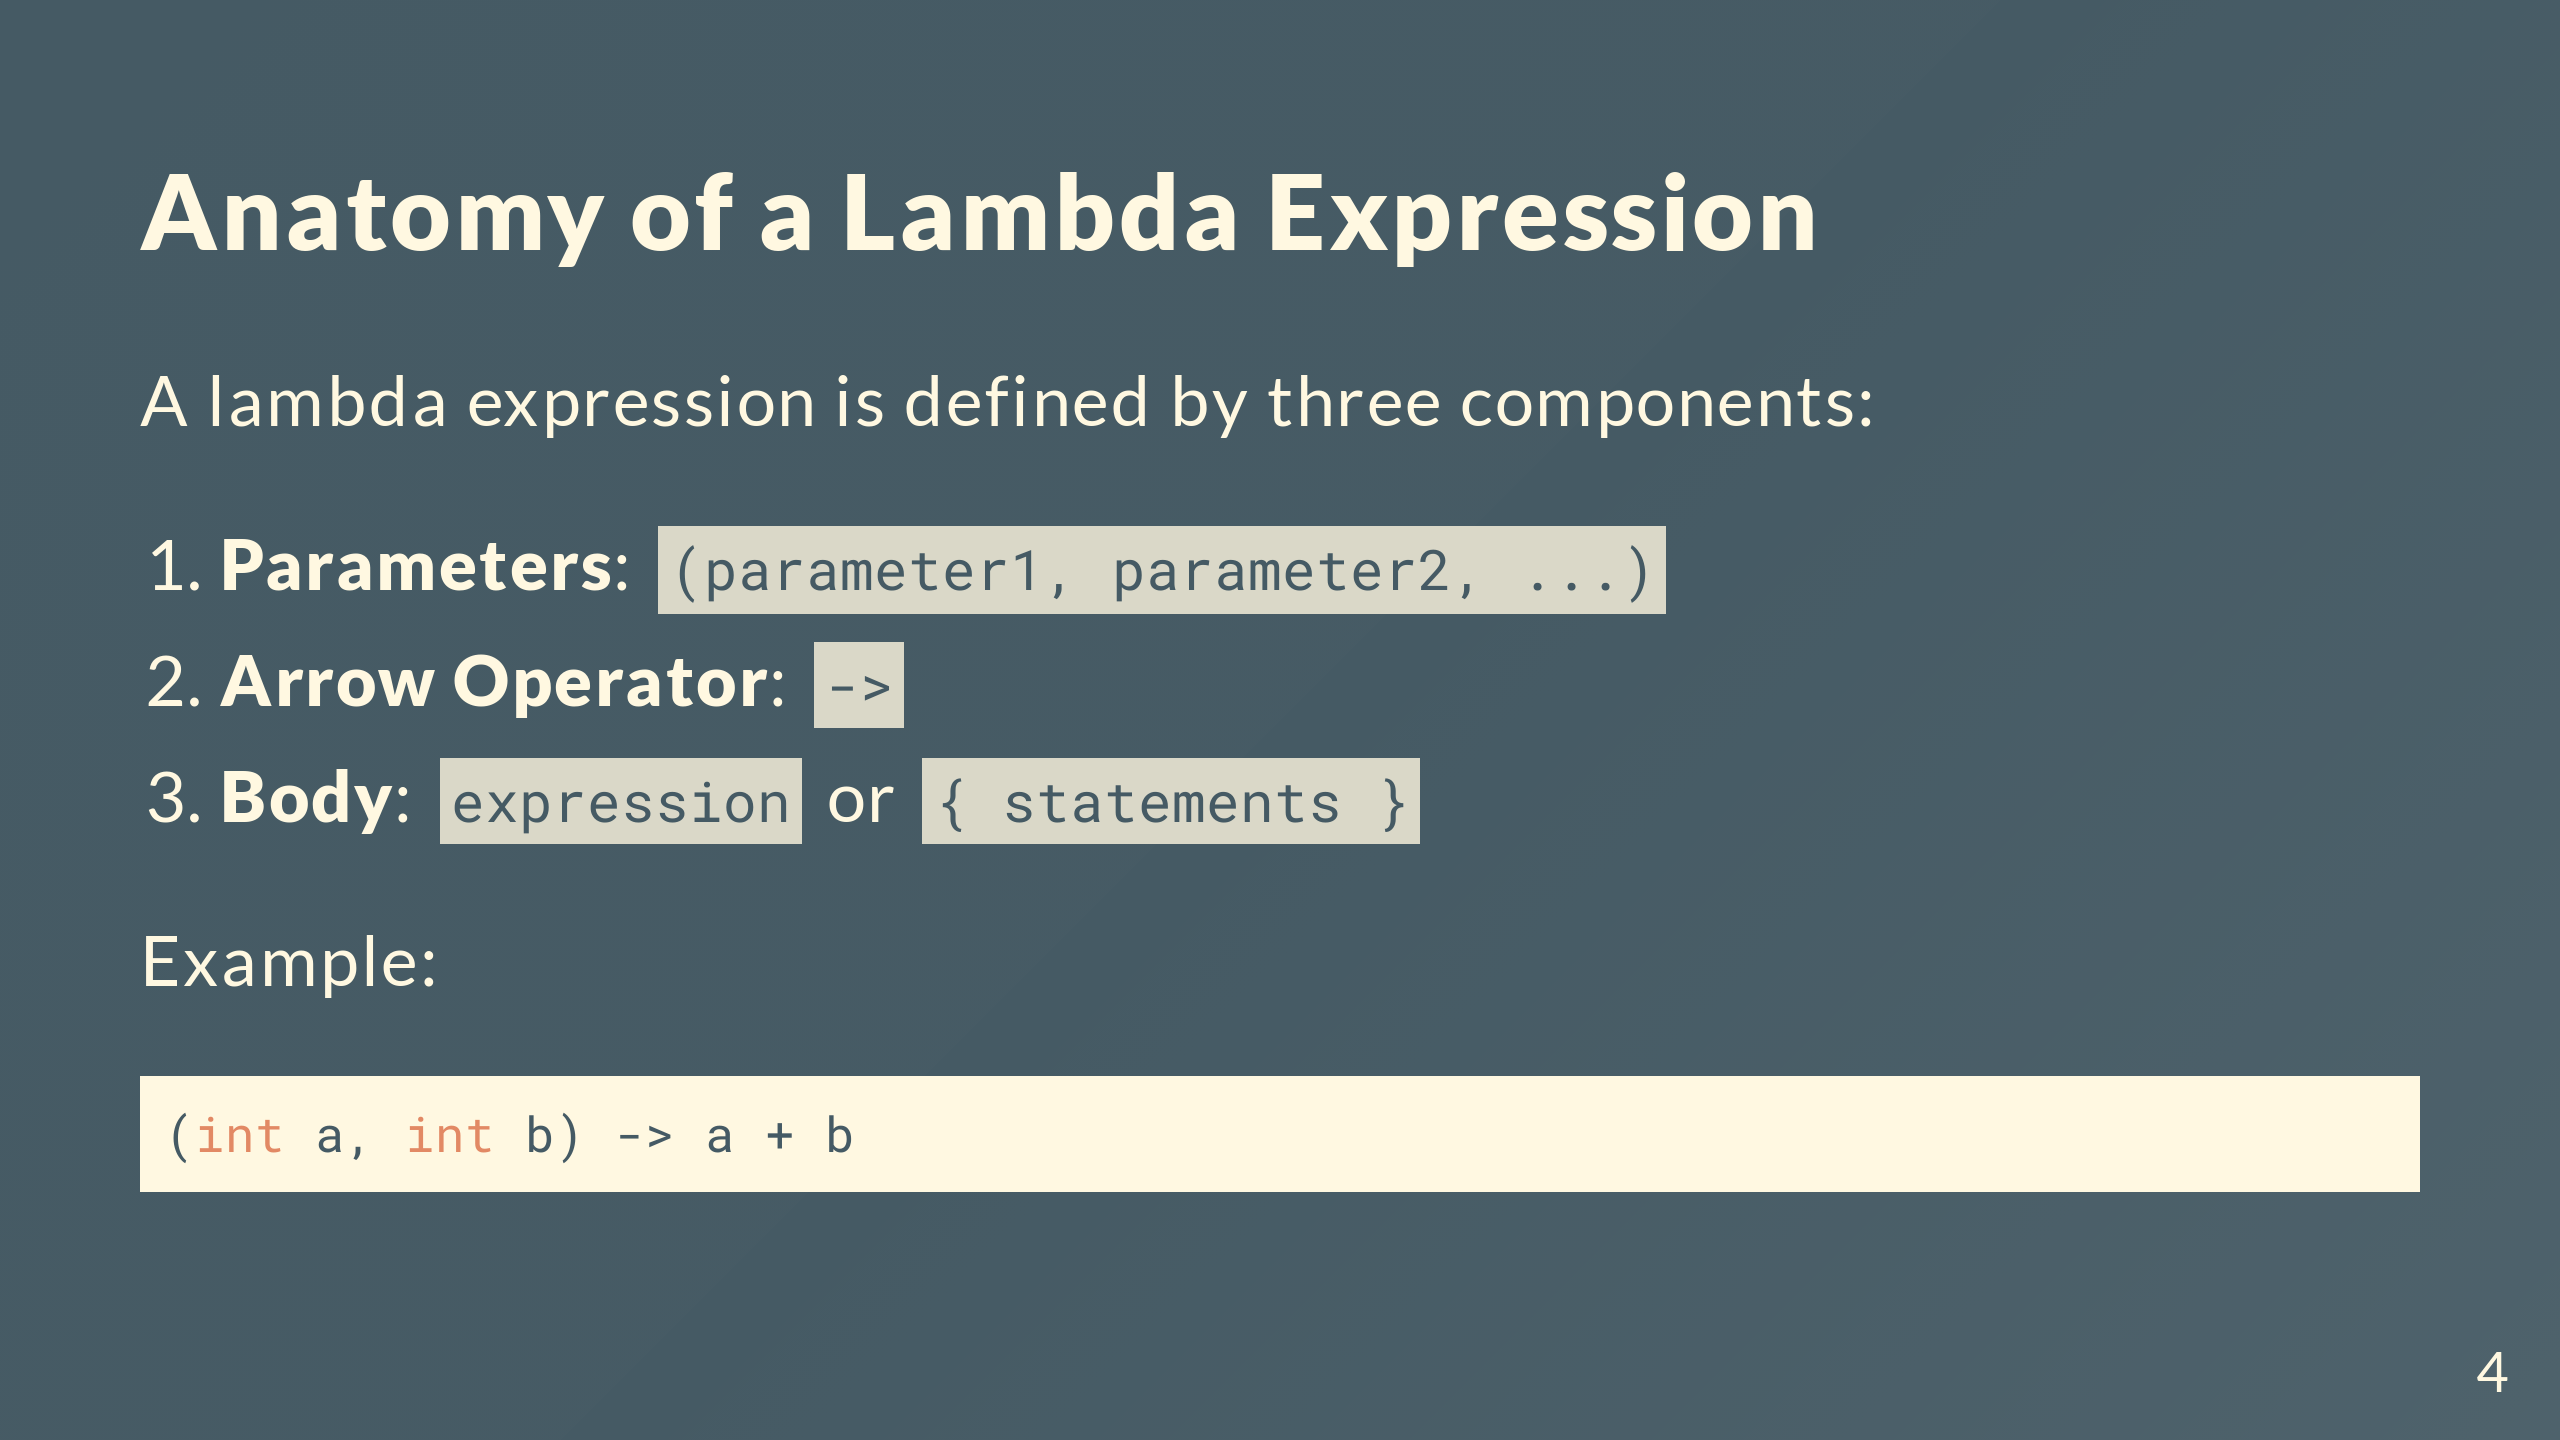 Anatomy of a Lambda Expression
A lambda expression is defined by three components:
1. Parameters: (parameter1, parameter2, ...)
2. Arrow Operator: ->
3. Body: expression or { statements }
Example:
(int a, int b) -> a + b
4